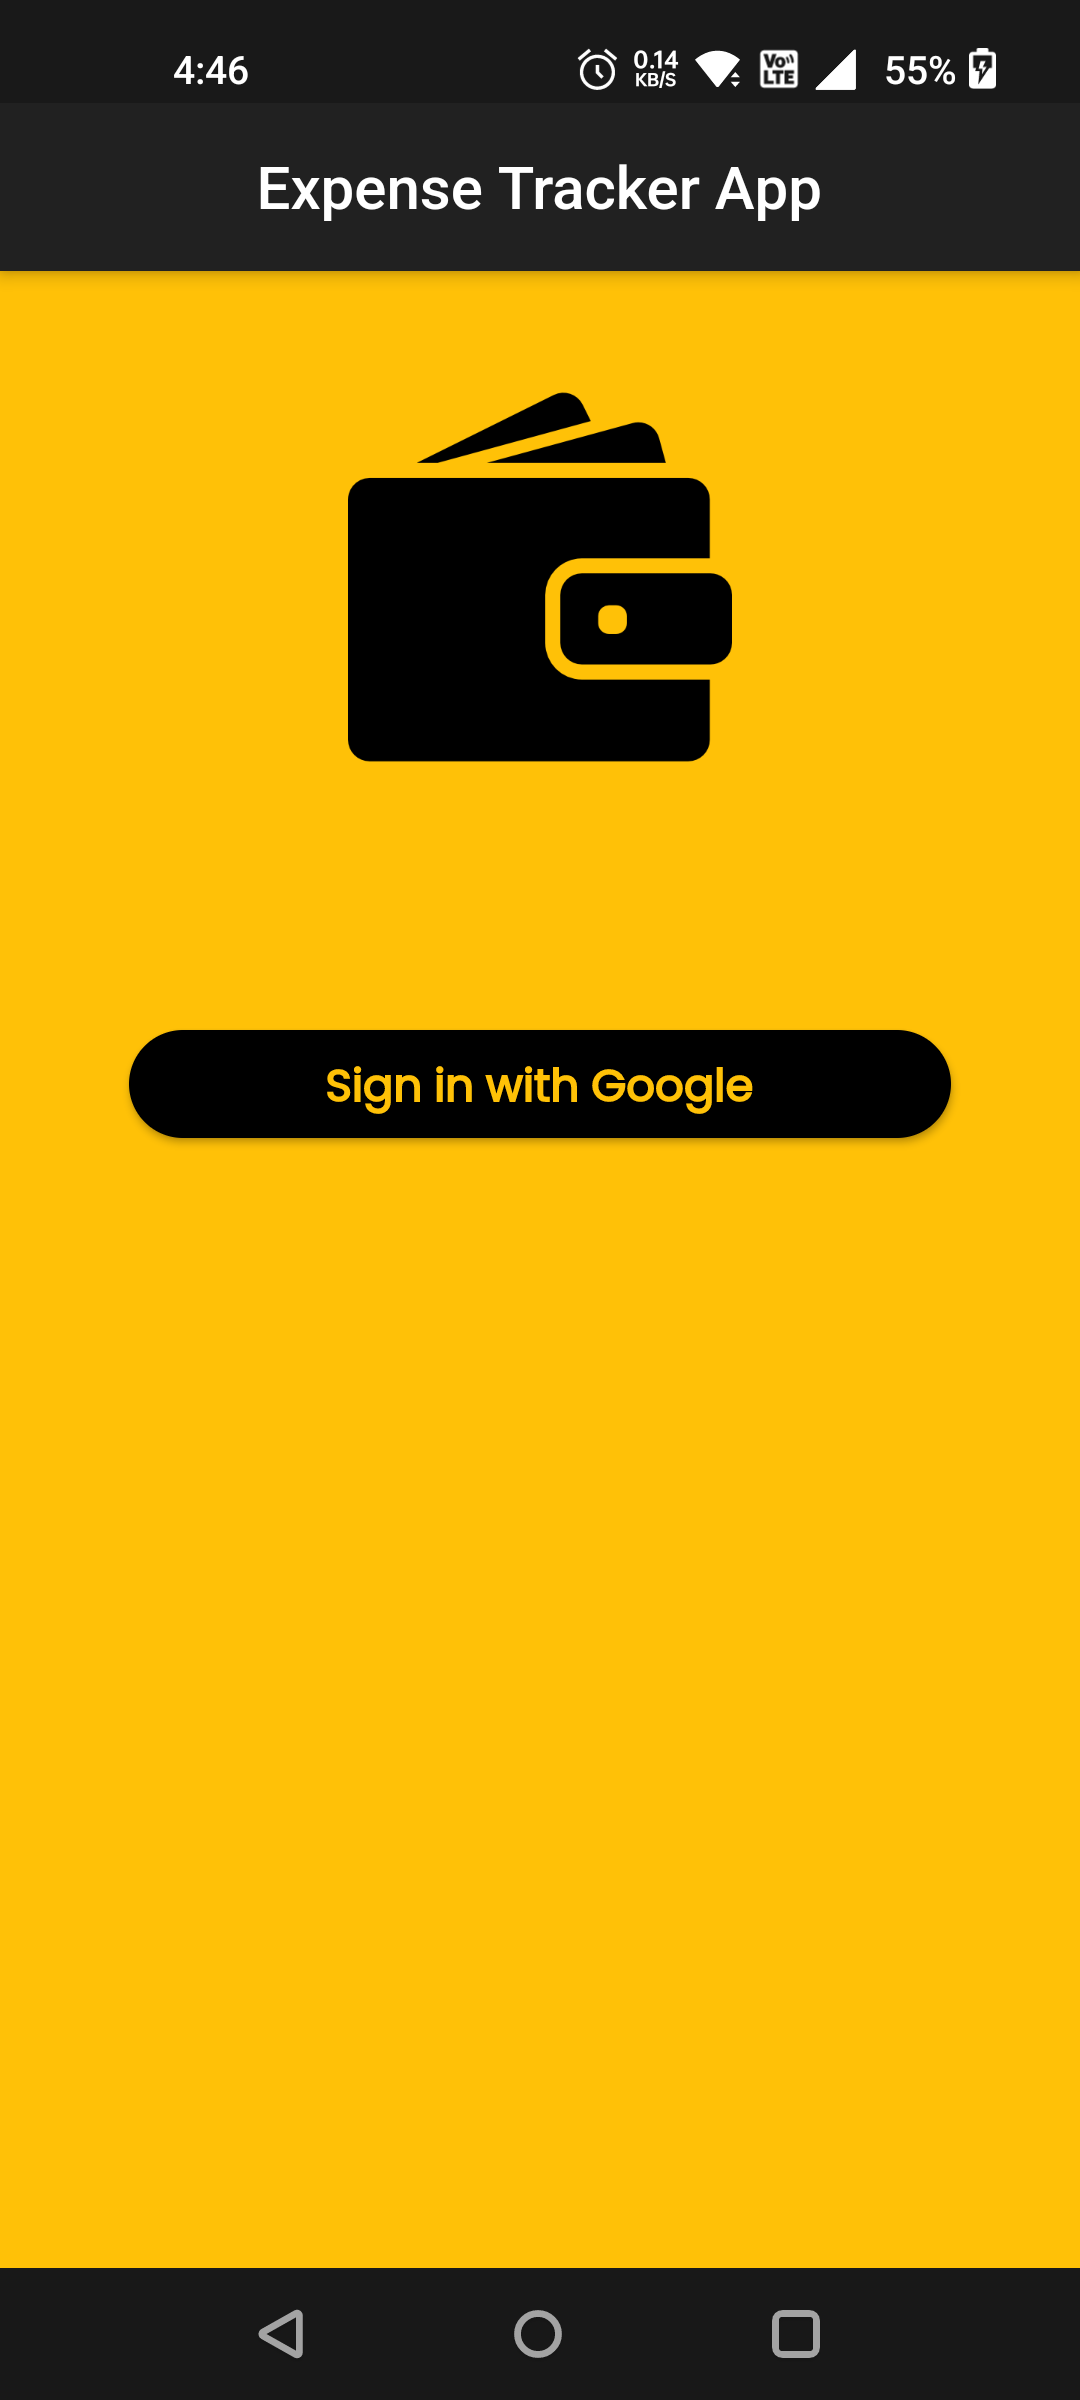 4:46
0.14
KB/S
Vo
LTE
55%
Expense Tracker App
Sign in with Google